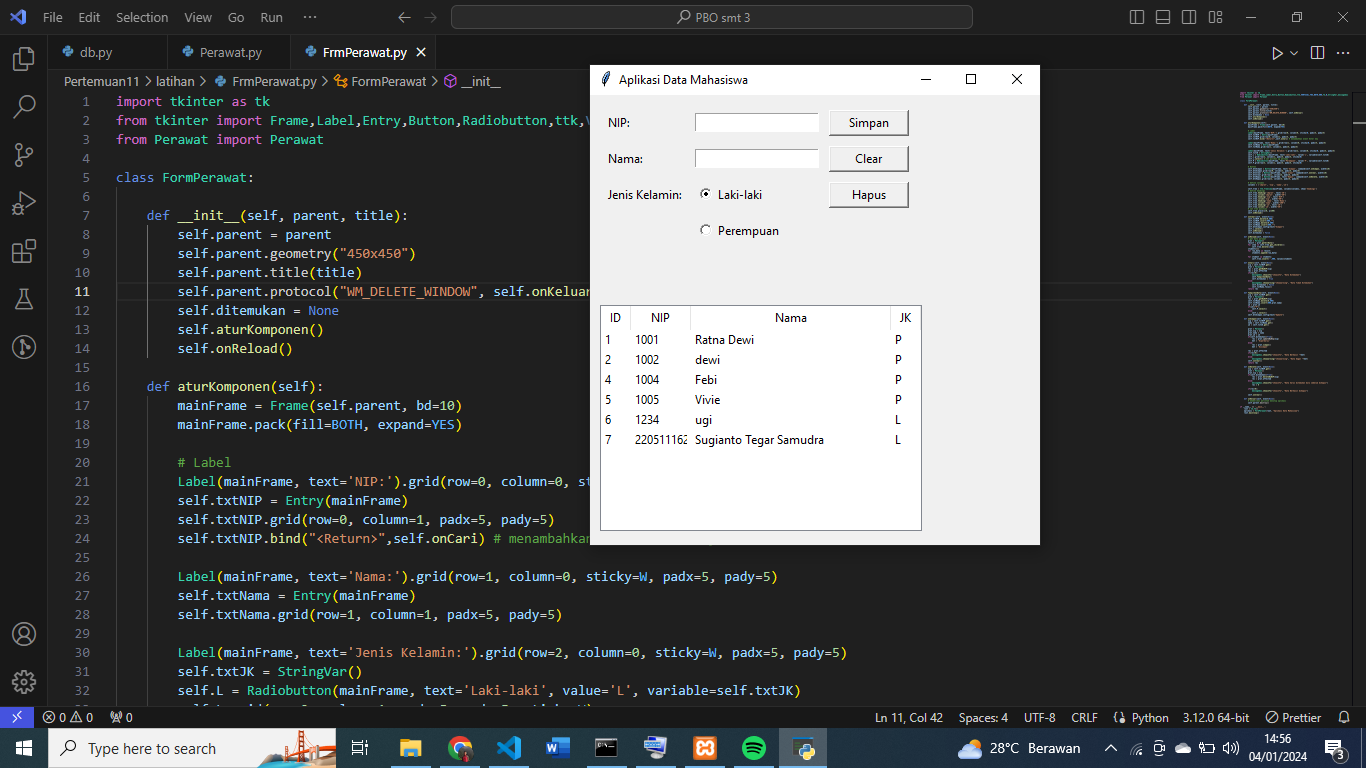 File Edit Selection View Go Run ··· PBO smt 3
db.py Perawat.py FrmPerawat.py
Pertemuan11 > latihan > FrmPerawat.py > FormPerawat > __init__
1 import tkinter as tk
2 from tkinter import Frame,Label,Entry,Button,Radiobutton,ttk,
3 from Perawat import Perawat
4
5 class FormPerawat:
6
7 def __init__(self, parent, title):
8 self.parent = parent
9 self.parent.geometry("450x450")
10 self.parent.title(title)
11 self.parent.protocol("WM_DELETE_WINDOW", self.onKeluar
12 self.ditemukan = None
13 self.aturKomponen()
14 self.onReload()
15
16 def aturKomponen(self):
17 mainFrame = Frame(self.parent, bd=10)
18 mainFrame.pack(fill=BOTH, expand=YES)
19
20 # Label
21 Label(mainFrame, text='NIP:').grid(row=0, column=0, st
22 self.txtNIP = Entry(mainFrame)
23 self.txtNIP.grid(row=0, column=1, padx=5, pady=5)
24 self.txtNIP.bind("<Return>",self.onCari) # menambahkan
25
26 Label(mainFrame, text='Nama:').grid(row=1, column=0, sticky=W, padx=5, pady=5)
27 self.txtNama = Entry(mainFrame)
28 self.txtNama.grid(row=1, column=1, padx=5, pady=5)
29
30 Label(mainFrame, text='Jenis Kelamin:').grid(row=2, column=0, sticky=W, padx=5, pady=5)
31 self.txtJK = StringVar()
32 self.L = Radiobutton(mainFrame, text='Laki-laki', value='L', variable=self.txtJK)
Aplikasi Data Mahasiswa
NIP: Simpan
Nama: Clear
Jenis Kelamin: Laki-laki Hapus
Perempuan
ID NIP Nama JK
1 1001 Ratna Dewi P
2 1002 dewi P
4 1004 Febi P
5 1005 Vivie P
6 1234 ugi L
7 220511162 Sugianto Tegar Samudra L
0 0 0 Ln 11, Col 42 Spaces: 4 UTF-8 CRLF Python 3.12.0 64-bit Prettier
Type here to search 28°C Berawan 14:56
04/01/2024 3